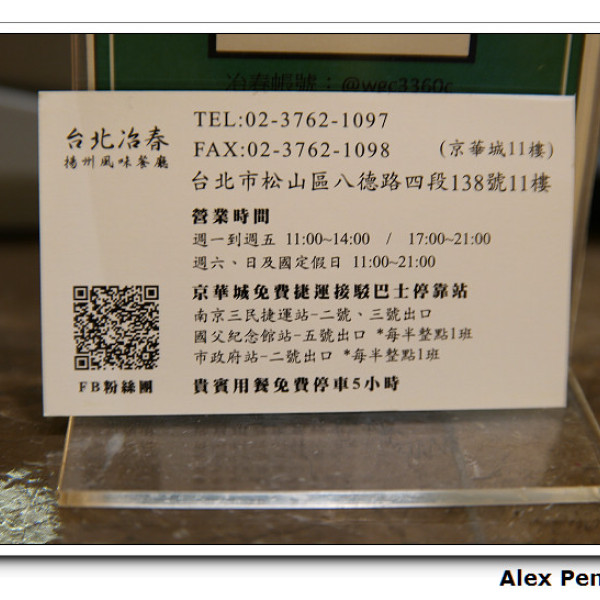 冶春帳號：@wgc3360c
台北冶春
揚州風味餐廳
TEL:02-3762-1097
FAX:02-3762-1098 (京華城11樓)
台北市松山區八德路四段138號11樓
營業時間
週一到週五 11:00~14:00 / 17:00~21:00
週六、日及國定假日 11:00~21:00
京華城免費捷運接駁巴士停靠站
南京三民捷運站-二號、三號出口
國父紀念館站-五號出口 *每半整點1班
市政府站-二號出口 *每半整點1班
貴賓用餐免費停車5小時
FB粉絲團
Alex Pen